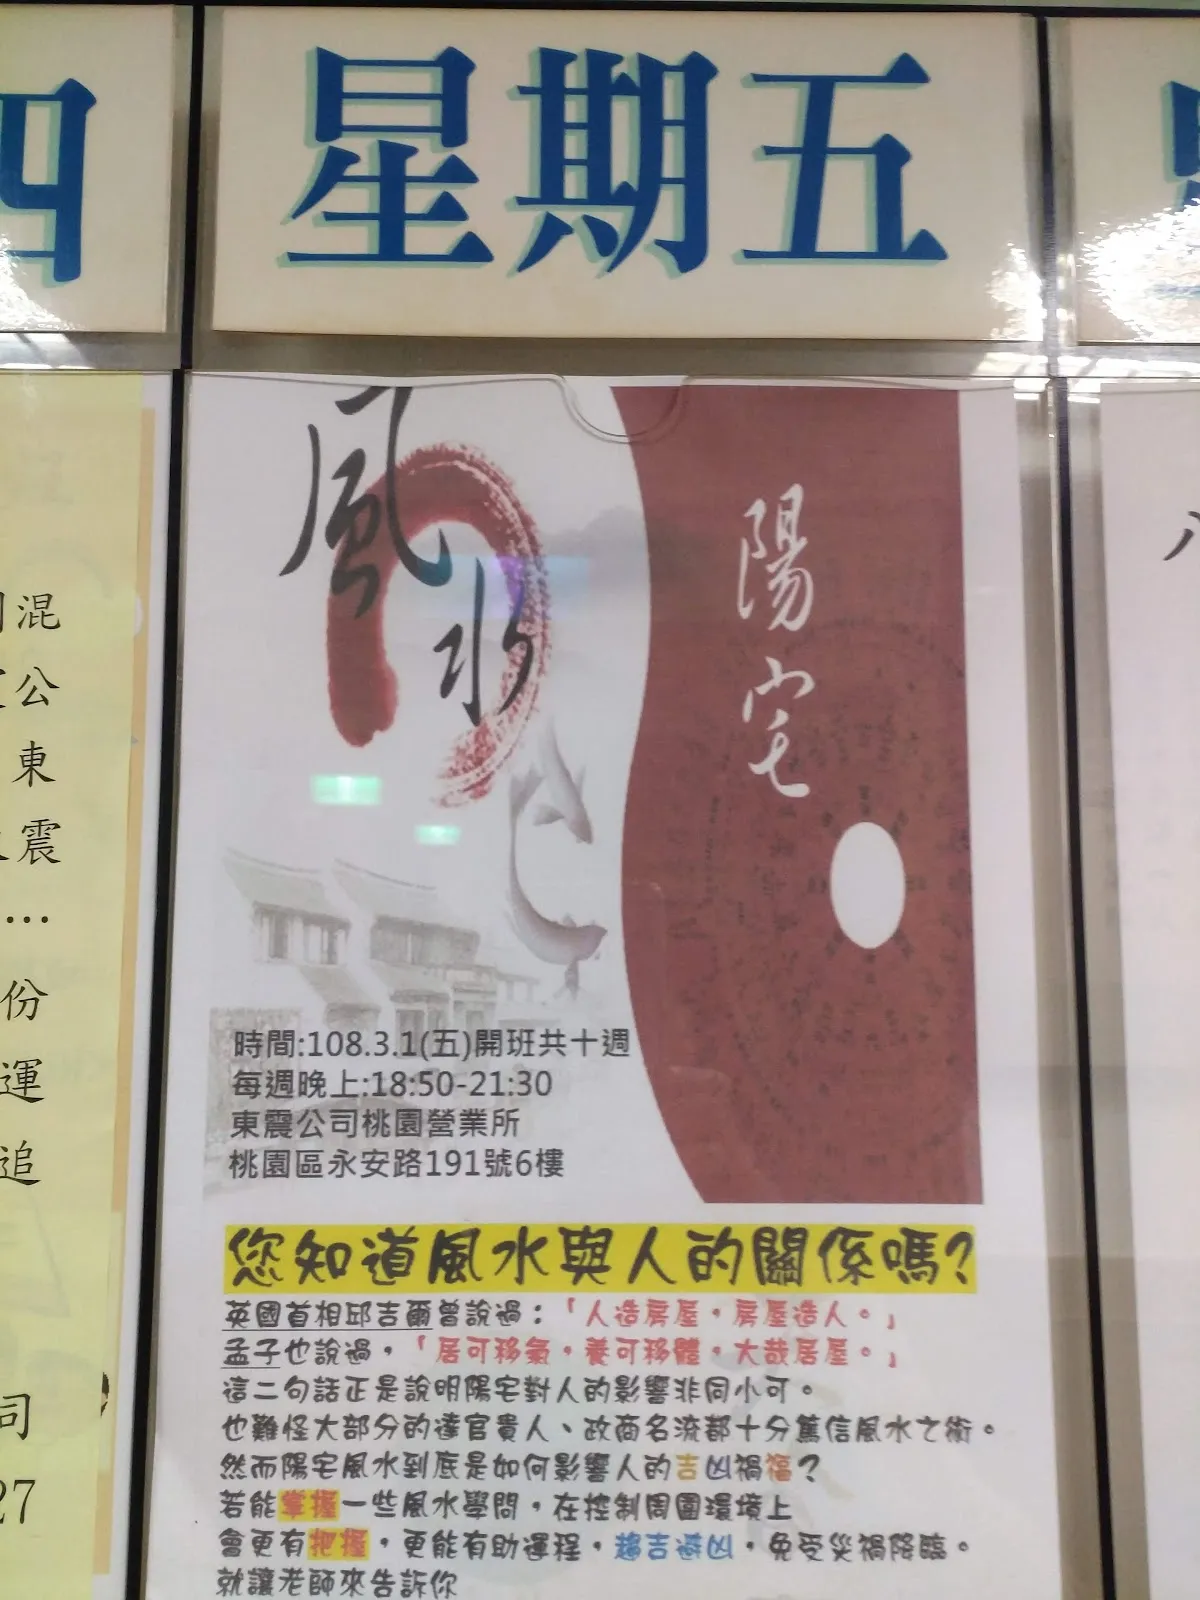 四
星期五
風水
陽宅
混
公
東
震
...
份
運
追
司
27
時間:108.3.1(五)開班共十週
每週晚上:18:50-21:30
東震公司桃園營業所
桃園區永安路191號6樓
您知道風水與人的關係嗎?
英國首相邱吉爾曾說過：「人造房屋，房屋造人。」
孟子也說過，「居可移氣，養可移體，大哉居屋。」
這二句話正是說明陽宅對人的影響非同小可。
也難怪大部分的達官貴人、政商名流都十分篤信風水之術。
然而陽宅風水到底是如何影響人的吉凶禍福？
若能掌握一些風水學問，在控制周圍環境上
會更有把握，更能有助運程，趨吉避凶，免受災禍降臨。
就讓老師來告訴你